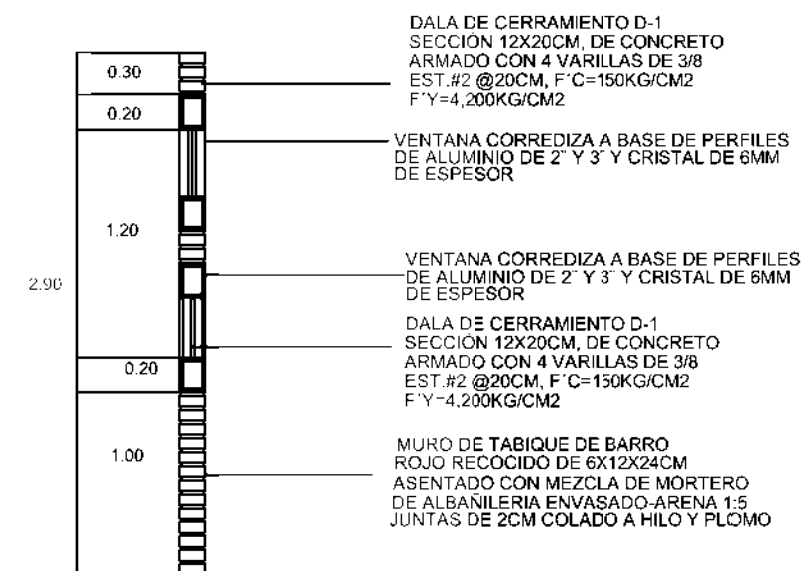 DALA DE CERRAMIENTO D-1
SECCIÓN 12X20CM, DE CONCRETO
ARMADO CON 4 VARILLAS DE 3/8
EST.#2 @20CM, F´C=150KG/CM2
F´Y=4,200KG/CM2
0.30
0.20
VENTANA CORREDIZA A BASE DE PERFILES
DE ALUMINIO DE 2¨ Y 3¨ Y CRISTAL DE 6MM
DE ESPESOR
1.20
2.90
VENTANA CORREDIZA A BASE DE PERFILES
DE ALUMINIO DE 2¨ Y 3¨ Y CRISTAL DE 6MM
DE ESPESOR
DALA DE CERRAMIENTO D-1
SECCIÓN 12X20CM, DE CONCRETO
ARMADO CON 4 VARILLAS DE 3/8
EST.#2 @20CM, F´C=150KG/CM2
F´Y=4,200KG/CM2
0.20
1.00
MURO DE TABIQUE DE BARRO
ROJO RECOCIDO DE 6X12X24CM
ASENTADO CON MEZCLA DE MORTERO
DE ALBAÑILERIA ENVASADO-ARENA 1:5
JUNTAS DE 2CM COLADO A HILO Y PLOMO